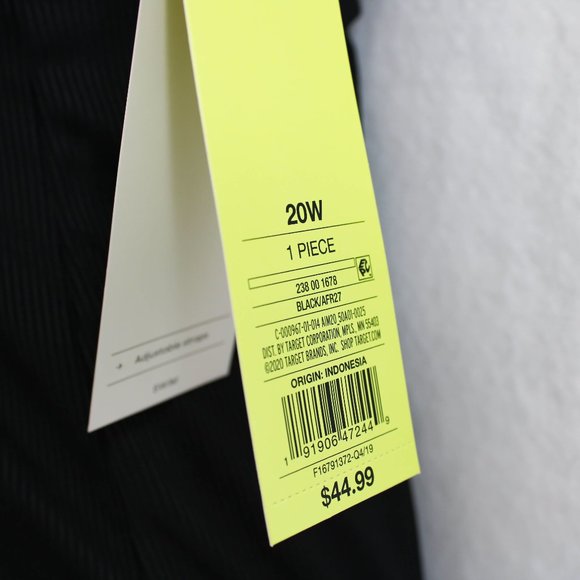 20W
1 PIECE
238 00 1678
BLACK/AFR27
C-000967-01-014 AIM20_50A01-0025
DIST. BY TARGET CORPORATION, MPLS., MN 55403
©2020 TARGET BRANDS, INC. SHOP TARGET.COM
ORIGIN: INDONESIA
1 91906 47244 9
F16791372-Q4/19
$44.99
Adjustable straps
SWIM